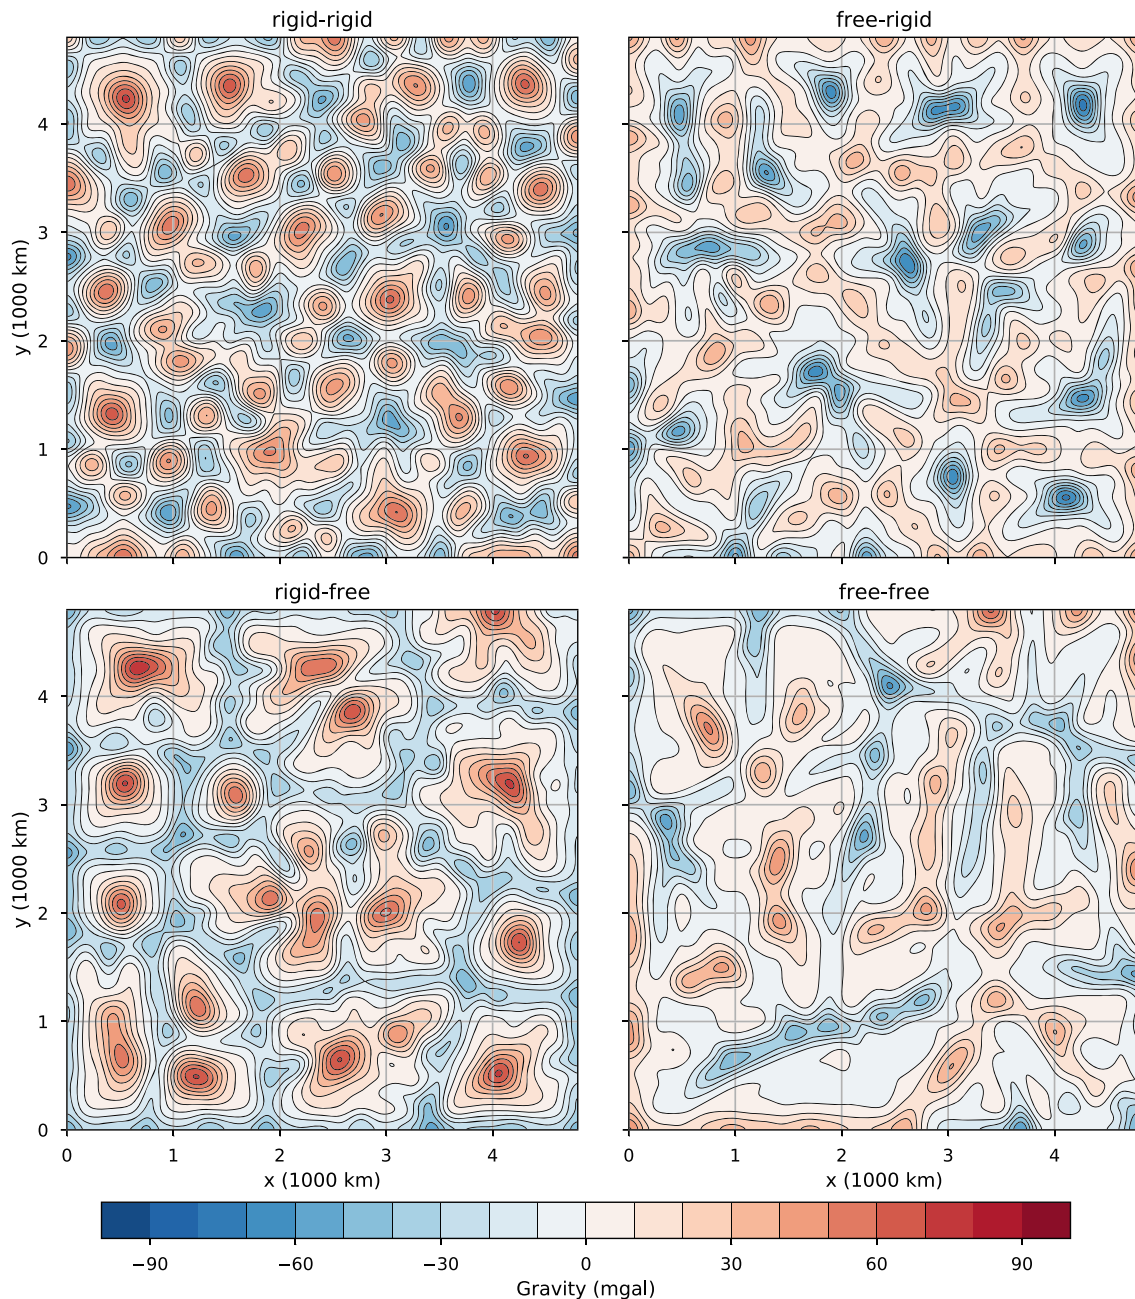 rigid-rigid
free-rigid
4
3
2
1
0
y (1000 km)
rigid-free
free-free
4
3
2
1
0
y (1000 km)
0 1 2 3 4
0 1 2 3 4
x (1000 km)
x (1000 km)
−90 −60 −30 0 30 60 90
Gravity (mgal)